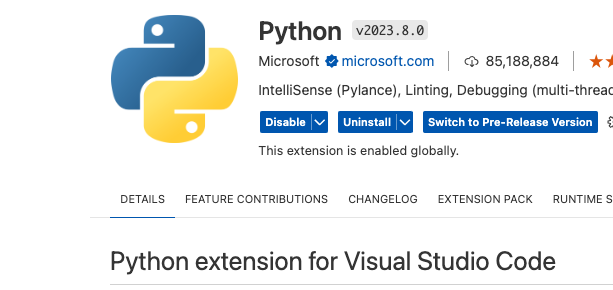 Python v2023.8.0
Microsoft microsoft.com 85,188,884
IntelliSense (Pylance), Linting, Debugging
Disable Uninstall Switch to Pre-Release Version
This extension is enabled globally.
DETAILS FEATURE CONTRIBUTIONS CHANGELOG EXTENSION PACK RUNTIME
Python extension for Visual Studio Code